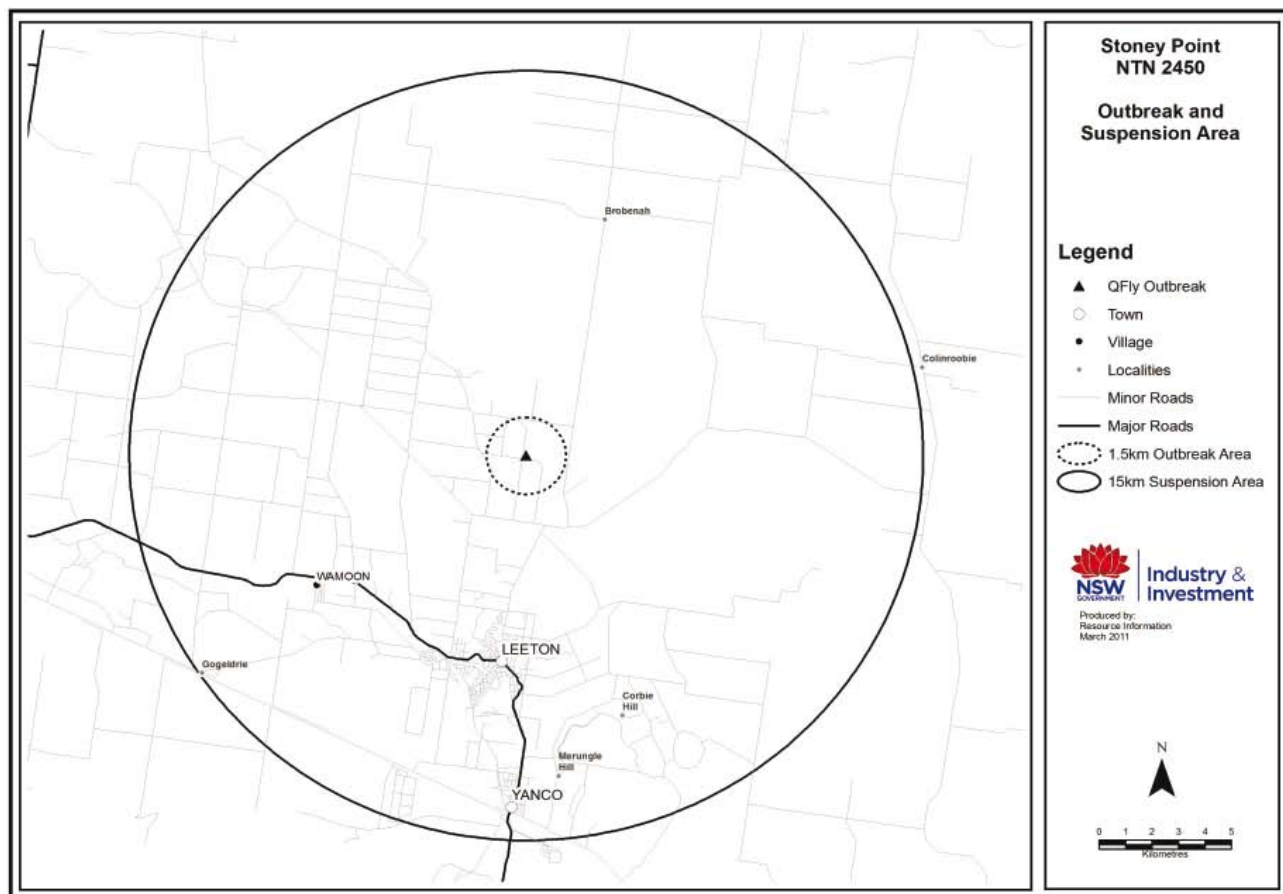 Stoney Point
NTN 2450
Outbreak and
Suspension Area
Brobenah
Colinroobie
WAMOON
LEETON
Gogeldrie
Corbie
Hill
Merungle
Hill
YANCO
Legend
QFly Outbreak
Town
Village
Localities
Minor Roads
Major Roads
1.5km Outbreak Area
15km Suspension Area
NSW
GOVERNMENT
Industry &
Investment
Produced by:
Resource Information
March 2011
N
0 1 2 3 4 5
Kilometres